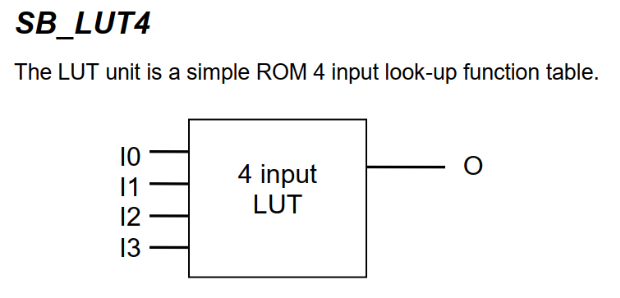 SB_LUT4
The LUT unit is a simple ROM 4 input look-up function table.
I0
I1
I2
I3
4 input
LUT
O